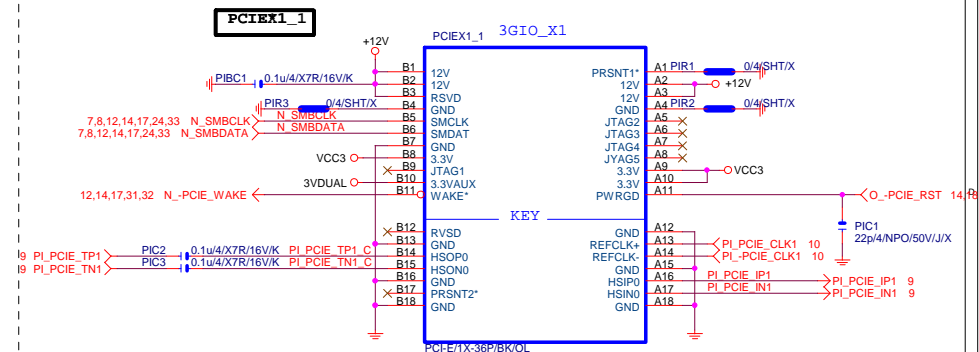 PCIEX1_1
3GIO_X1
PCIEX1_1
+12V
PIBC1 0.1u/4/X7R/16V/K
PIR3 0/4/SHT/X
7,8,12,14,17,24,33 N_SMBCLK N_SMBCLK
7,8,12,14,17,24,33 N_SMBDATA N_SMBDATA
VCC3
3VDUAL
12,14,17,31,32 N_-PCIE_WAKE
9 PI_PCIE_TP1 PIC2 0.1u/4/X7R/16V/K PI_PCIE_TP1_C
9 PI_PCIE_TN1 PIC3 0.1u/4/X7R/16V/K PI_PCIE_TN1_C
B1 12V
B2 12V
B3 RSVD
B4 GND
B5 SMCLK
B6 SMDAT
B7 GND
B8 3.3V
B9 JTAG1
B10 3.3VAUX
B11 WAKE*
KEY
B12 RVSD
B13 GND
B14 HSOP0
B15 HSON0
B16 GND
B17 PRSNT2*
B18 GND
PRSNT1* A1 PIR1 0/4/SHT/X
12V A2 +12V
12V A3
GND A4 PIR2 0/4/SHT/X
JTAG2 A5
JTAG3 A6
JTAG4 A7
JYAG5 A8
3.3V A9 VCC3
3.3V A10
PWRGD A11 O_-PCIE_RST
PIC1
22p/4/NPO/50V/J/X
GND A12
REFCLK+ A13 PI_PCIE_CLK1 10
REFCLK- A14 PI_-PCIE_CLK1 10
GND A15
HSIP0 A16 PI_PCIE_IP1 PI_PCIE_IP1 9
HSIN0 A17 PI_PCIE_IN1 PI_PCIE_IN1 9
GND A18
PCI-E/1X-36P/BK/OL